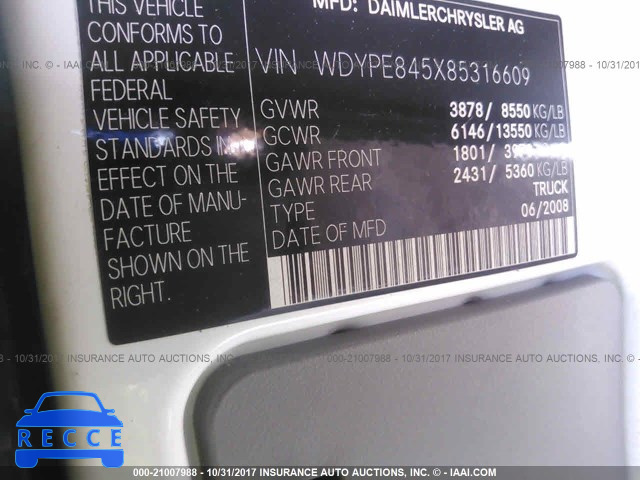 THIS VEHICLE
CONFORMS TO
ALL APPLICABLE
FEDERAL
VEHICLE SAFETY
STANDARDS IN
EFFECT ON THE
DATE OF MANU-
FACTURE
SHOWN ON THE
RIGHT.
MFD: DAIMLERCHRYSLER AG
VIN WDYPE845X85316609
GVWR 3878/ 8550 KG/LB
GCWR 6146/13550 KG/LB
GAWR FRONT 1801/
GAWR REAR 2431/ 5360 KG/LB
TYPE TRUCK
DATE OF MFD 06/2008
000-21007988 - 10/31/2017 INSURANCE AUTO AUCTIONS, INC. - © IAAI.COM
RECCE